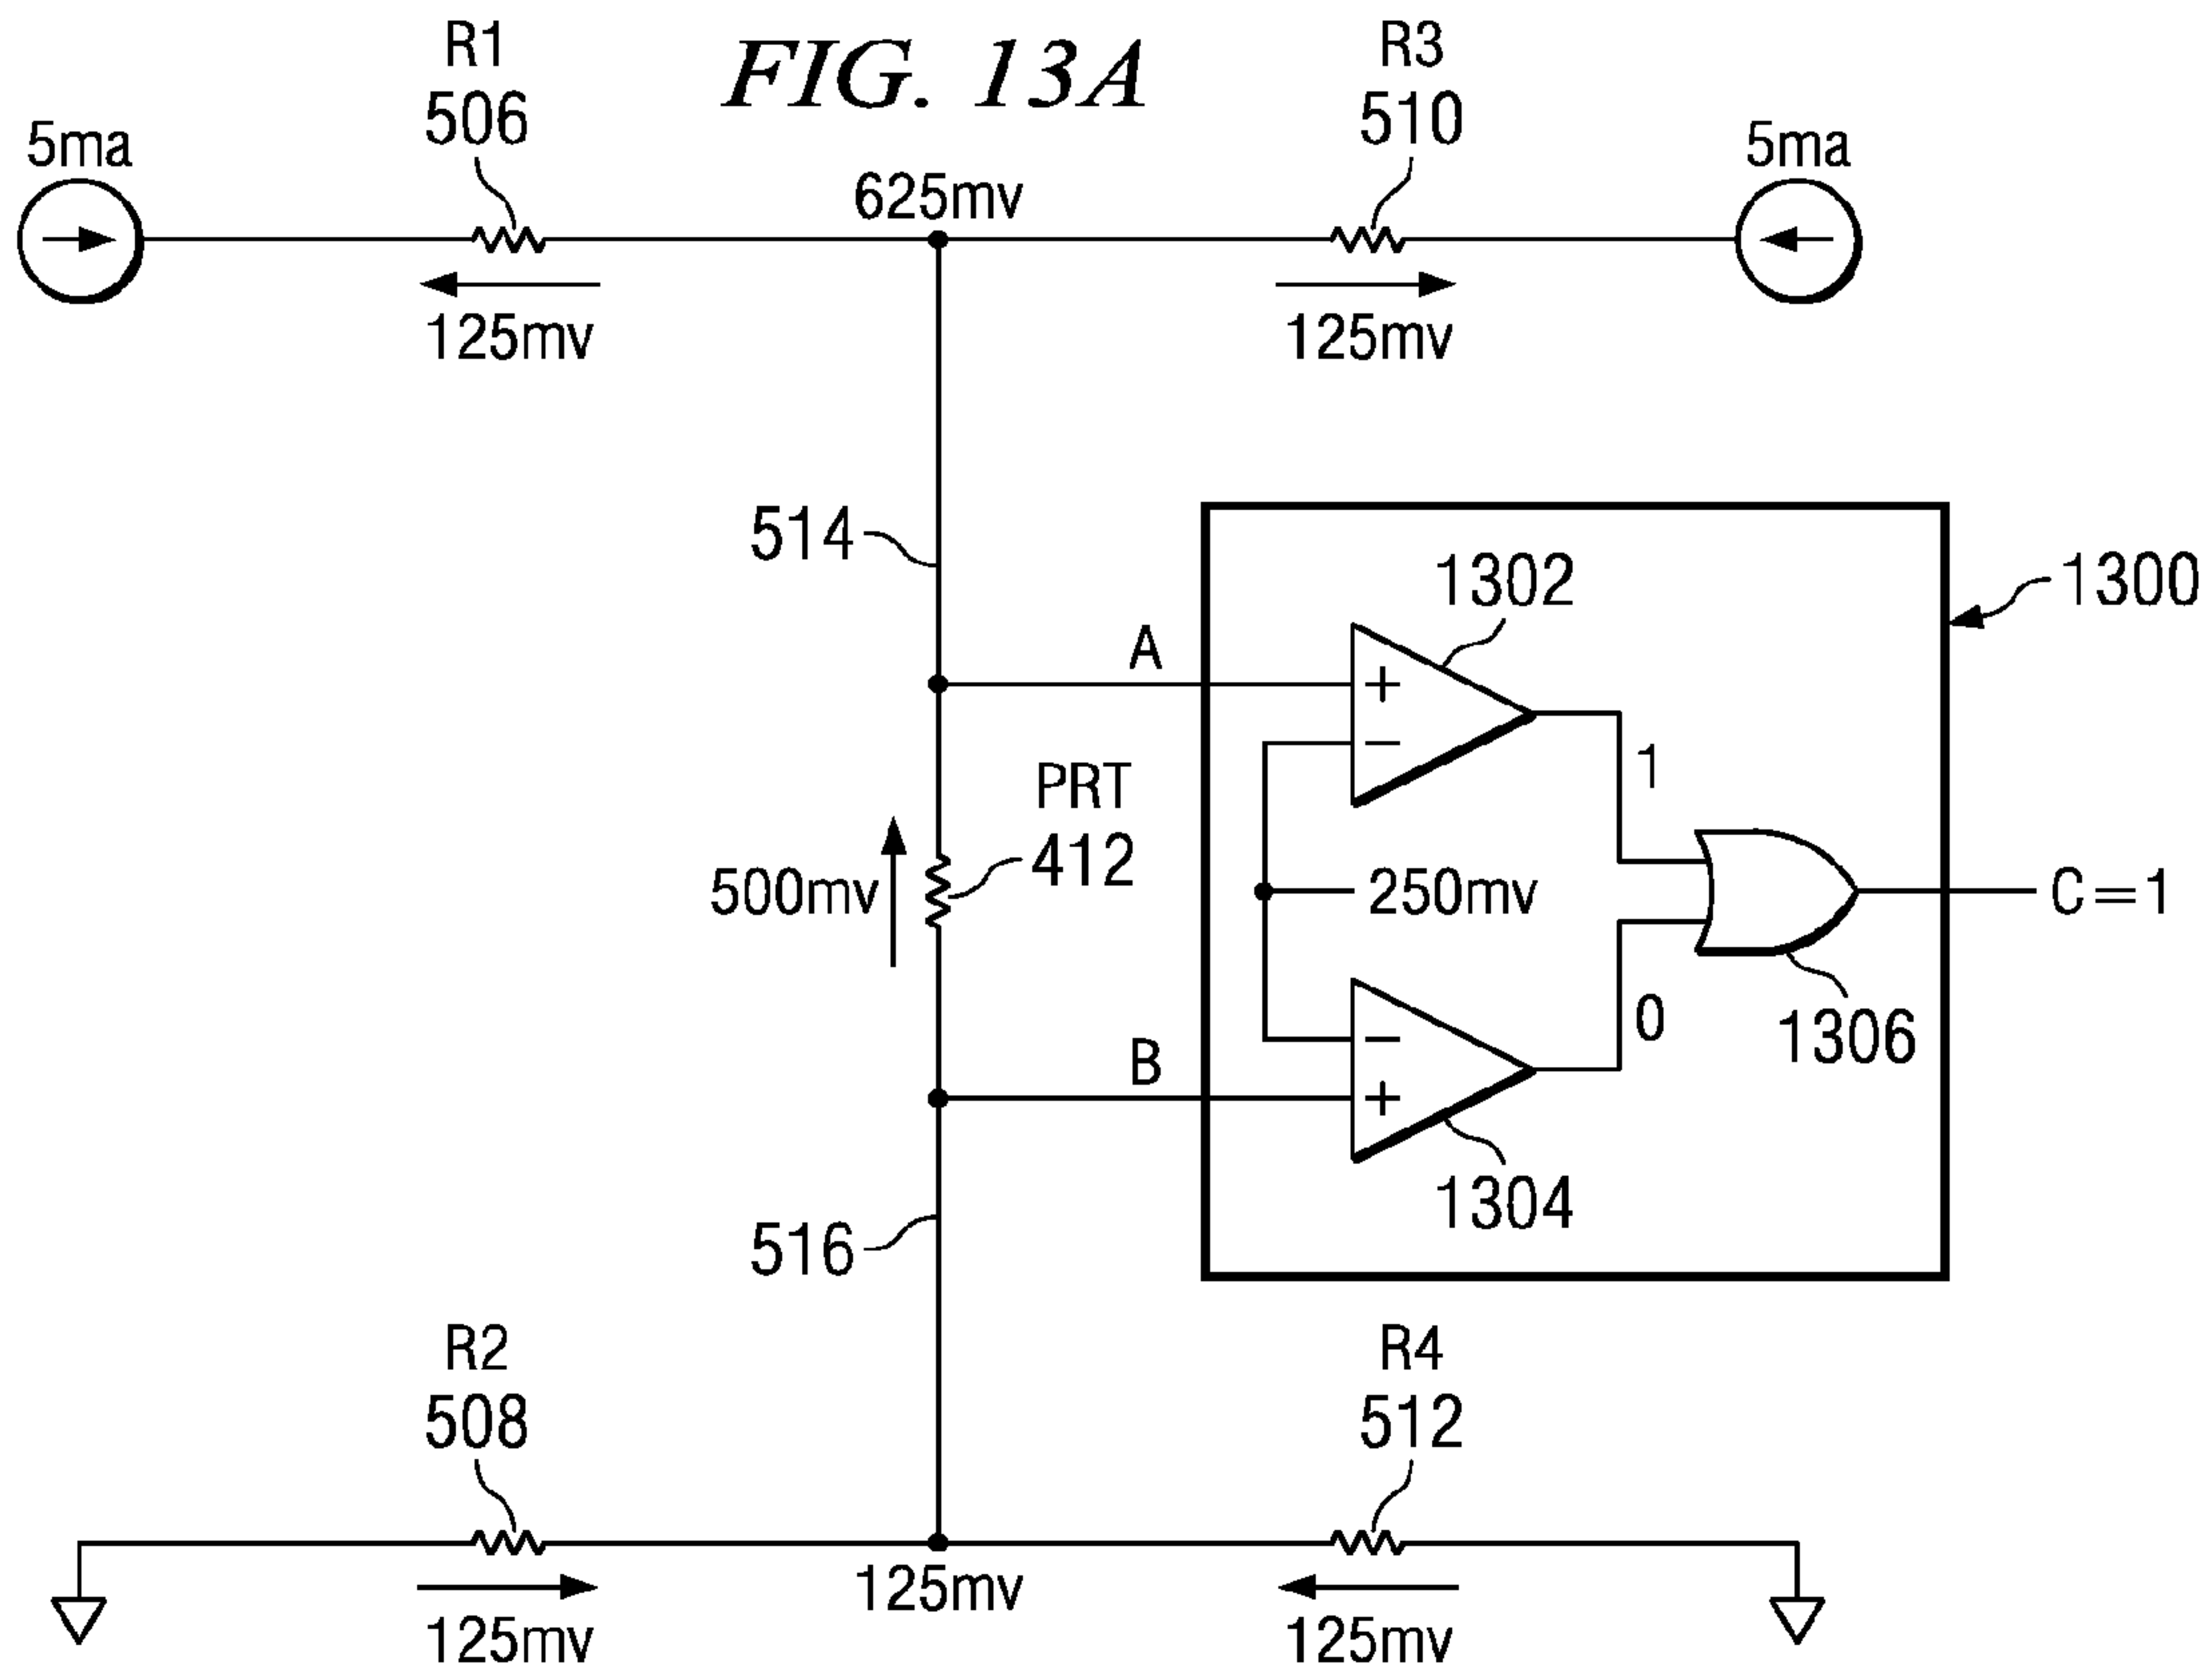 FIG. 13A
R1
506
R3
510
5ma
5ma
625mv
125mv
125mv
514
1302
1300
A
+
−
1
PRT
412
500mv
250mv
C=1
0
1306
B
−
+
1304
516
R2
508
R4
512
125mv
125mv
125mv